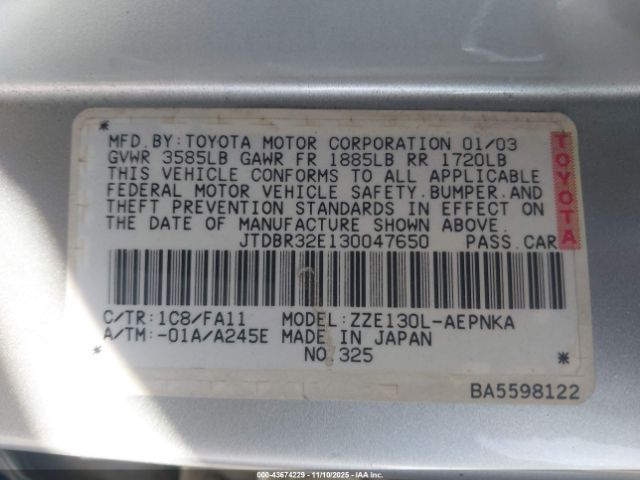 MFD.BY:TOYOTA MOTOR CORPORATION 01/03
GVWR 3585LB GAWR FR 1885LB RR 1720LB
THIS VEHICLE CONFORMS TO ALL APPLICABLE
FEDERAL MOTOR VEHICLE SAFETY.BUMPER.AND
THEFT PREVENTION STANDARDS IN EFFECT ON
THE DATE OF MANUFACTURE SHOWN ABOVE.
JTDBR32E130047650 PASS.CAR
TOYOTA
C/TR:1C8/FA11 MODEL:ZZE130L-AEPNKA
A/TM:-01A/A245E MADE IN JAPAN
* NO.325 *
BA5598122
© IAA 250-43674229 - 11/10/2025 - IAAI.COM